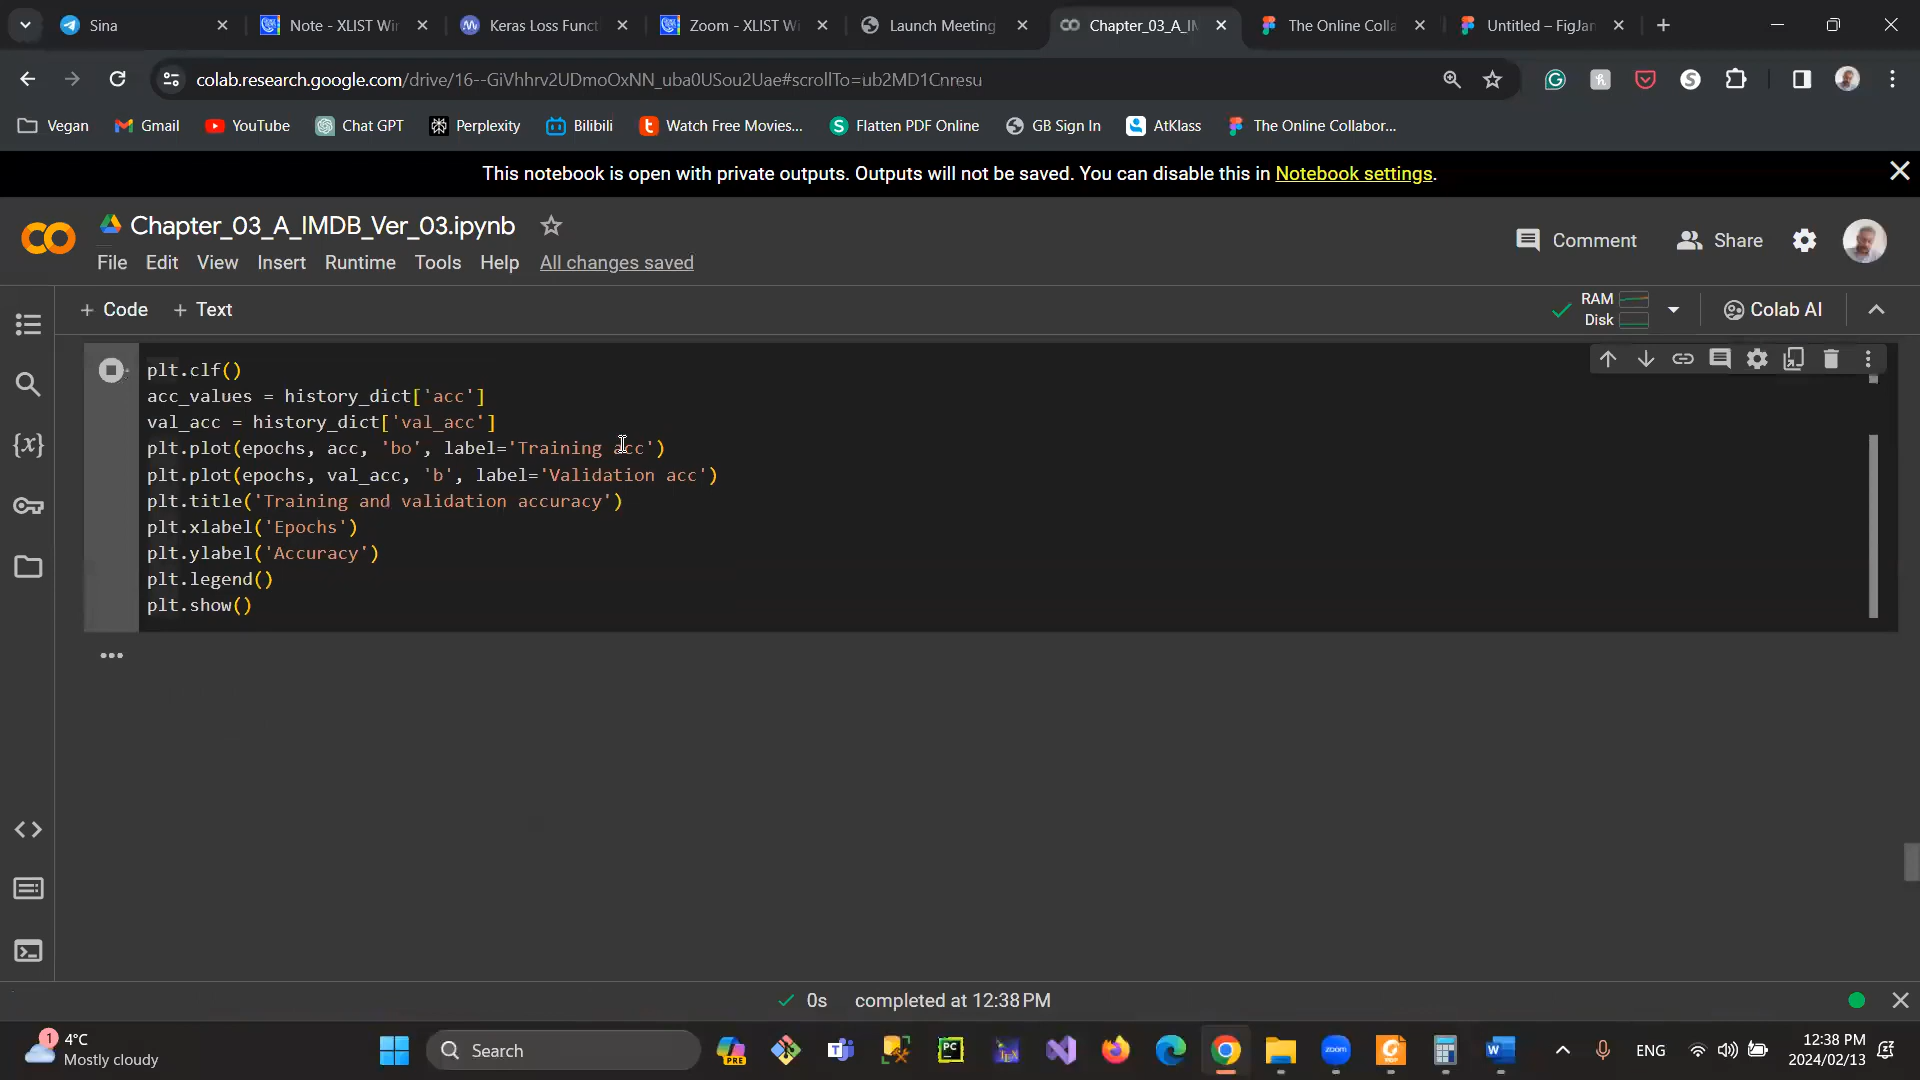 Sina
Note - XLIST Wir
Keras Loss Funct
Zoom - XLIST Wi
Launch Meeting
Chapter_03_A_IM
The Online Colla
Untitled – FigJan
colab.research.google.com/drive/16--GiVhhrv2UDmoOxNN_uba0USou2Uae#scrollTo=ub2MD1Cnresu
Vegan
Gmail
YouTube
Chat GPT
Perplexity
Bilibili
Watch Free Movies...
Flatten PDF Online
GB Sign In
AtKlass
The Online Collabor...
This notebook is open with private outputs. Outputs will not be saved. You can disable this in Notebook settings.
Chapter_03_A_IMDB_Ver_03.ipynb
Comment
Share
File Edit View Insert Runtime Tools Help All changes saved
+ Code + Text
RAM
Disk
Colab AI
plt.clf()
acc_values = history_dict['acc']
val_acc = history_dict['val_acc']
plt.plot(epochs, acc, 'bo', label='Training acc')
plt.plot(epochs, val_acc, 'b', label='Validation acc')
plt.title('Training and validation accuracy')
plt.xlabel('Epochs')
plt.ylabel('Accuracy')
plt.legend()
plt.show()
0s completed at 12:38 PM
1
4°C
Mostly cloudy
Search
PRE
PC
zoom
PDF
W
ENG
12:38 PM
2024/02/13